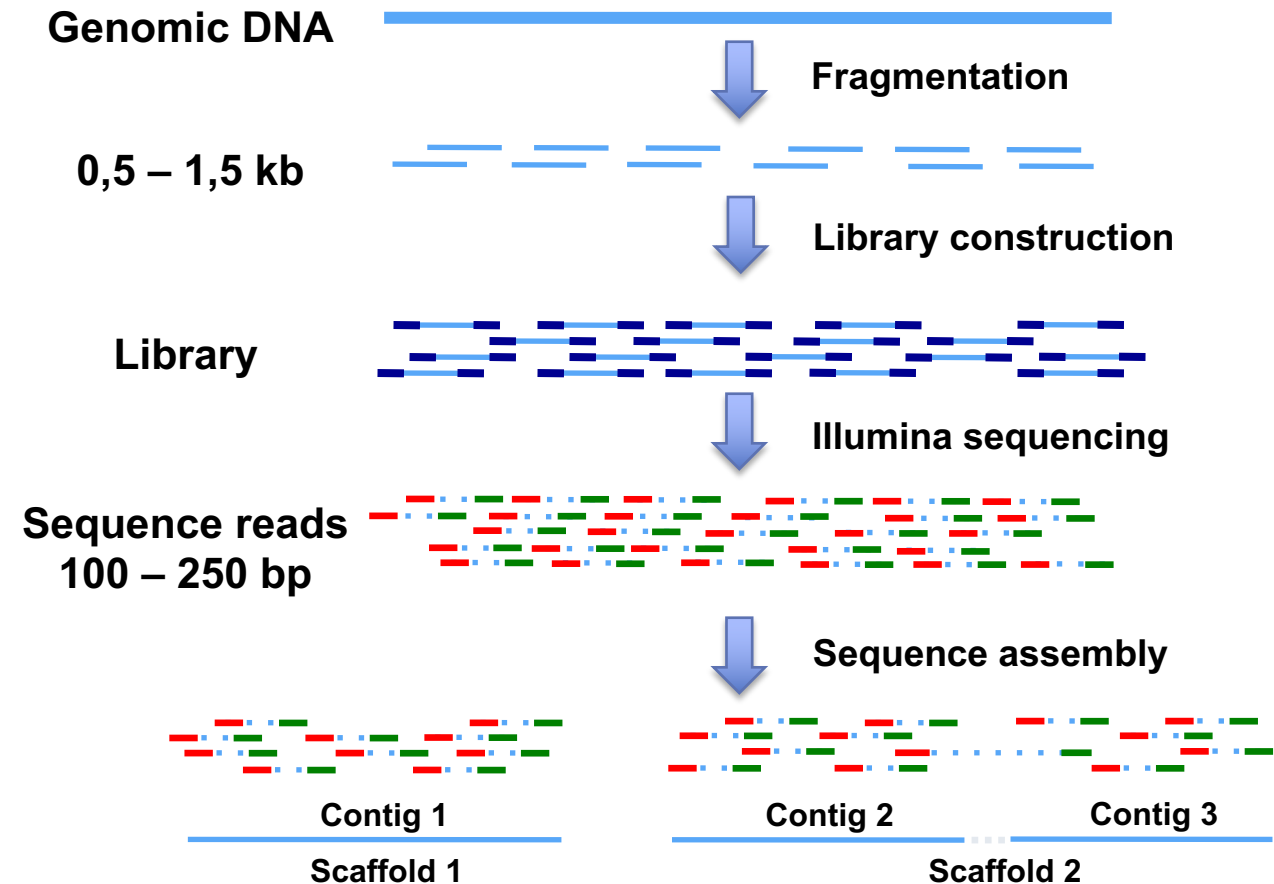 Genomic DNA
Fragmentation
0,5 – 1,5 kb
Library construction
Library
Illumina sequencing
Sequence reads
100 – 250 bp
Sequence assembly
Contig 1
Contig 2
Contig 3
Scaffold 1
Scaffold 2